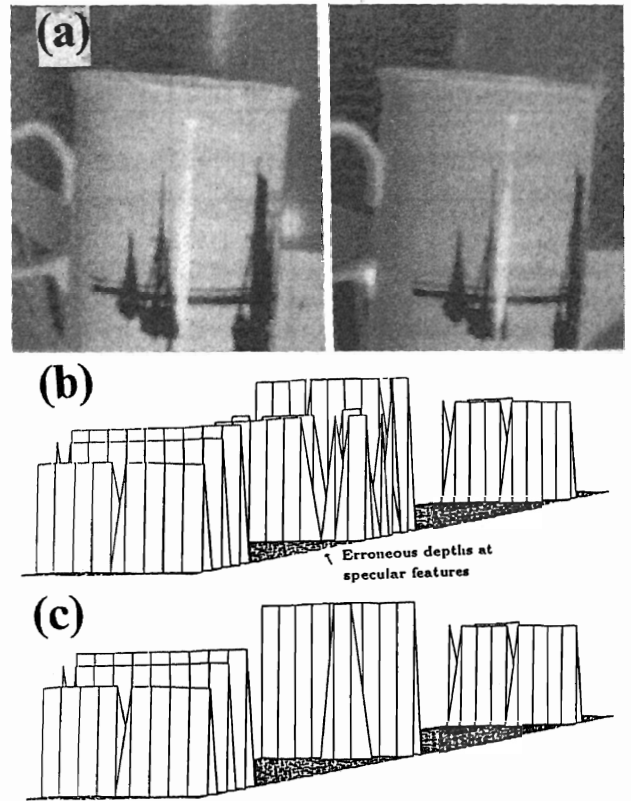 (a)
(b)
Erroneous depths at
specular features
(c)